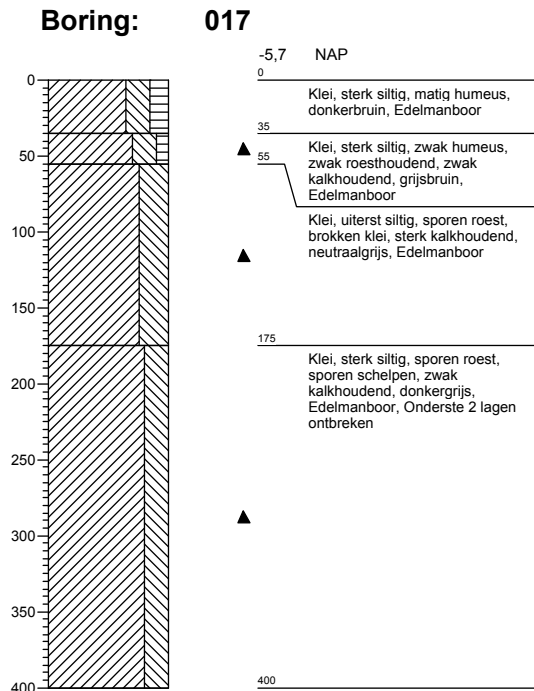 Boring: 017
-5,7 NAP
0
0
Klei, sterk siltig, matig humeus,
donkerbruin, Edelmanboor
35
Klei, sterk siltig, zwak humeus,
zwak roesthoudend, zwak
kalkhoudend, grijsbruin,
Edelmanboor
50
55
Klei, uiterst siltig, sporen roest,
brokken klei, sterk kalkhoudend,
neutraalgrijs, Edelmanboor
100
150
175
Klei, sterk siltig, sporen roest,
sporen schelpen, zwak
kalkhoudend, donkergrijs,
Edelmanboor, Onderste 2 lagen
ontbreken
200
250
300
350
400
400